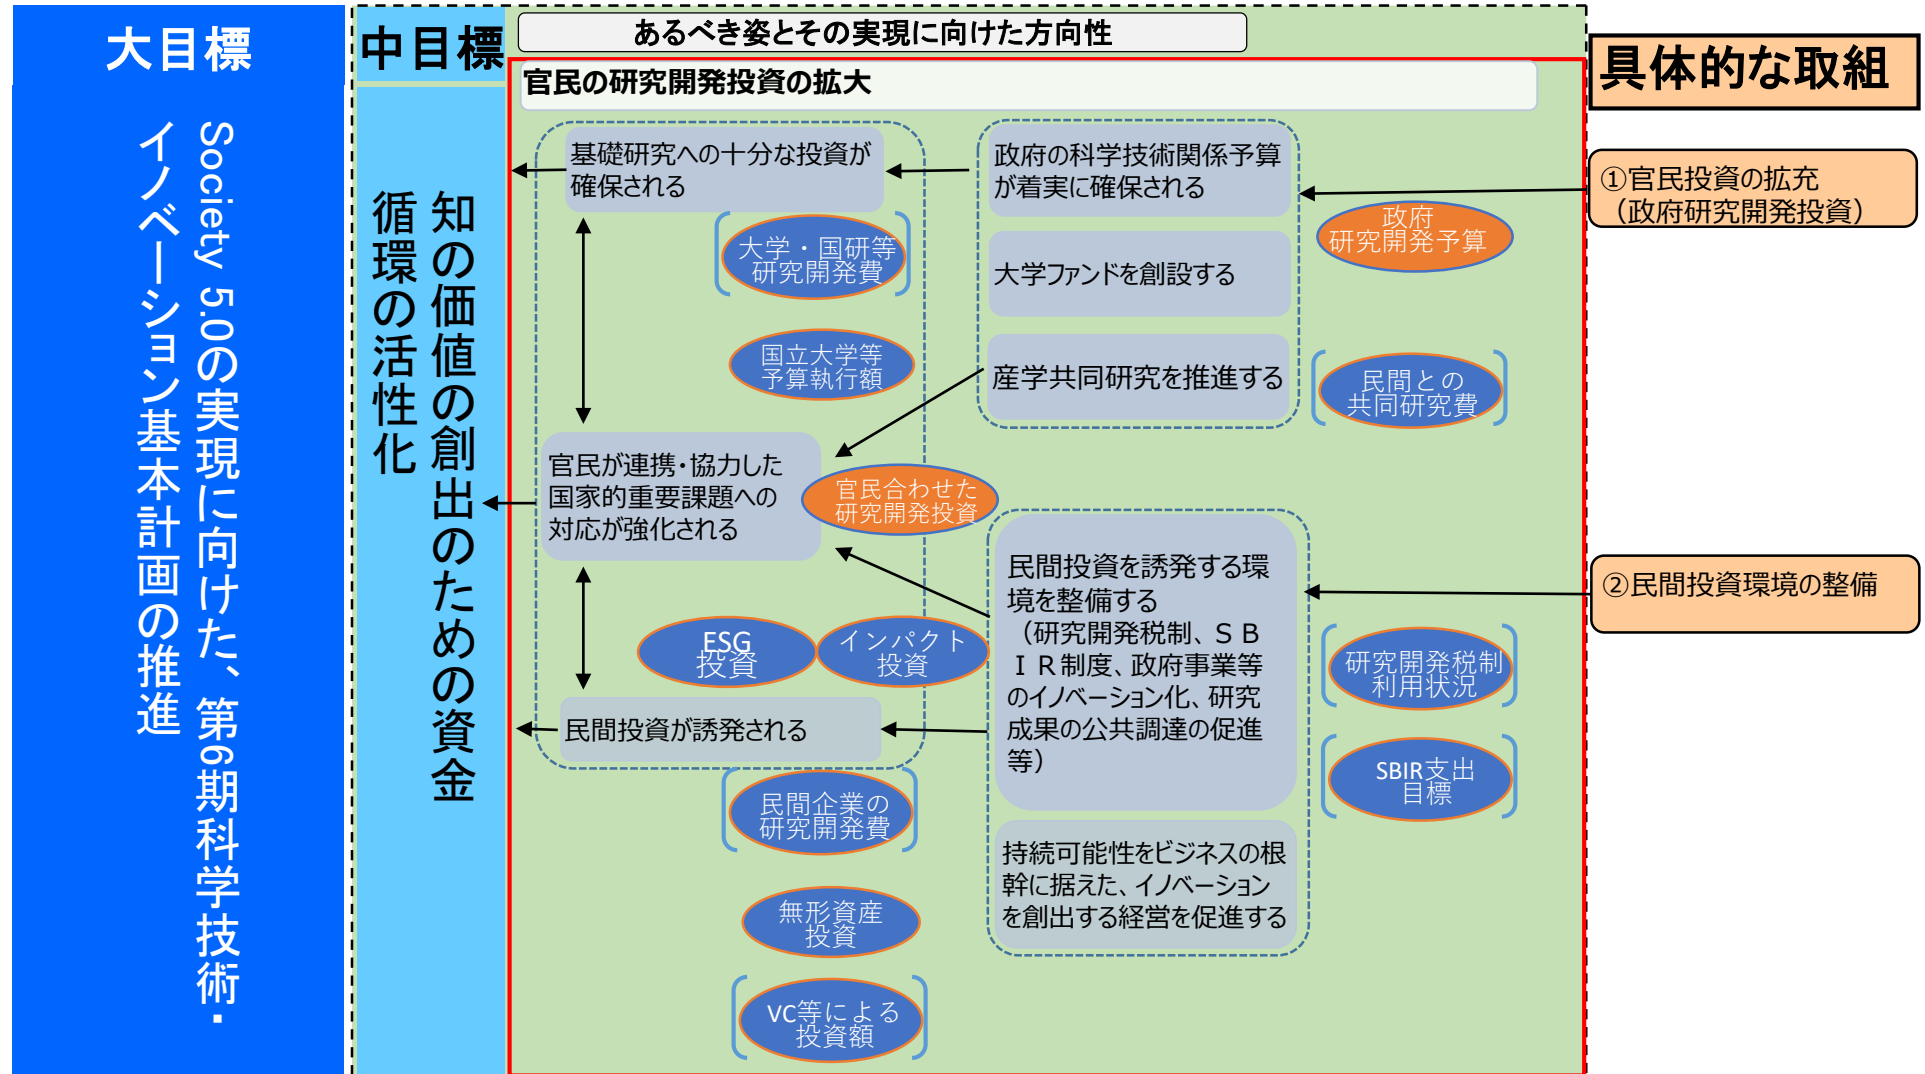 大目標
Society 5.0の実現に向けた、第6期科学技術・
イノベーション基本計画の推進
中目標
知の価値の創出のための資金
循環の活性化
あるべき姿とその実現に向けた方向性
官民の研究開発投資の拡大
基礎研究への十分な投資が
確保される
大学・国研等
研究開発費
国立大学等
予算執行額
官民が連携・協力した
国家的重要課題への
対応が強化される
官民合わせた
研究開発投資
ESG
投資
インパクト
投資
民間投資が誘発される
民間企業の
研究開発費
無形資産
投資
VC等による
投資額
政府の科学技術関係予算
が着実に確保される
大学ファンドを創設する
産学共同研究を推進する
政府
研究開発予算
民間との
共同研究費
民間投資を誘発する環
境を整備する
（研究開発税制、ＳＢ
ＩＲ制度、政府事業等
のイノベーション化、研究
成果の公共調達の促進
等）
持続可能性をビジネスの根
幹に据えた、イノベーション
を創出する経営を促進する
研究開発税制
利用状況
SBIR支出
目標
具体的な取組
①官民投資の拡充
（政府研究開発投資）
②民間投資環境の整備